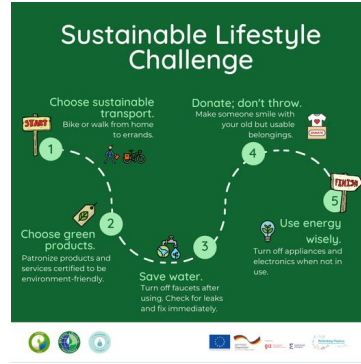 Sustainable Lifestyle
Challenge
START
1
Choose sustainable
transport.
Bike or walk from home
to errands.
2
Choose green
products.
Patronize products and
services certified to be
environment-friendly.
3
Save water.
Turn off faucets after
using. Check for leaks
and fix immediately.
Donate; don't throw.
Make someone smile with
your old but usable
belongings.
4
FINISH
5
Use energy
wisely.
Turn off appliances and
electronics when not in
use.
giz